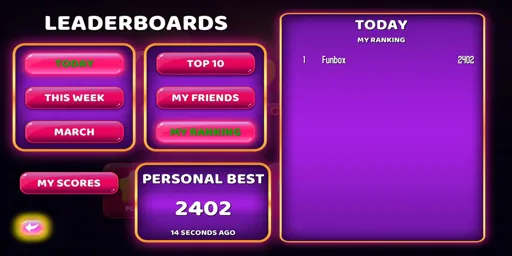 LEADERBOARDS
TODAY
THIS WEEK
MARCH
TOP 10
MY FRIENDS
MY RANKING
MY SCORES
PERSONAL BEST
2402
14 SECONDS AGO
TODAY
MY RANKING
1 Funbox 2402